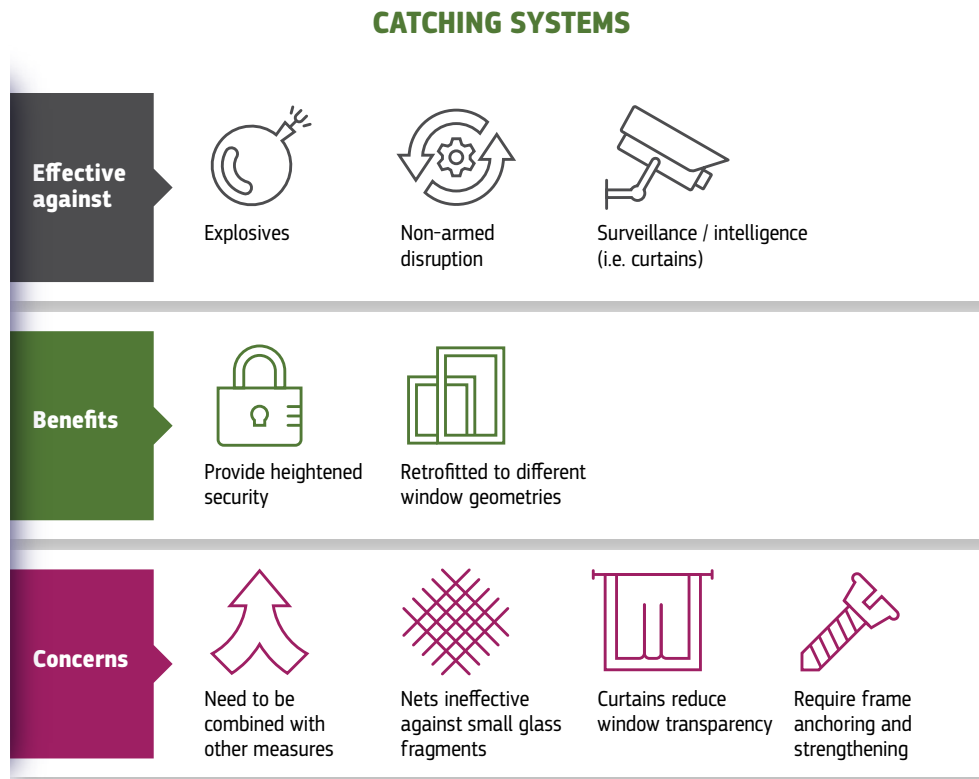 CATCHING SYSTEMS
Effective
against
Explosives
Non-armed
disruption
Surveillance / intelligence
(i.e. curtains)
Benefits
Provide heightened
security
Retrofitted to different
window geometries
Concerns
Need to be
combined with
other measures
Nets ineffective
against small glass
fragments
Curtains reduce
window transparency
Require frame
anchoring and
strengthening